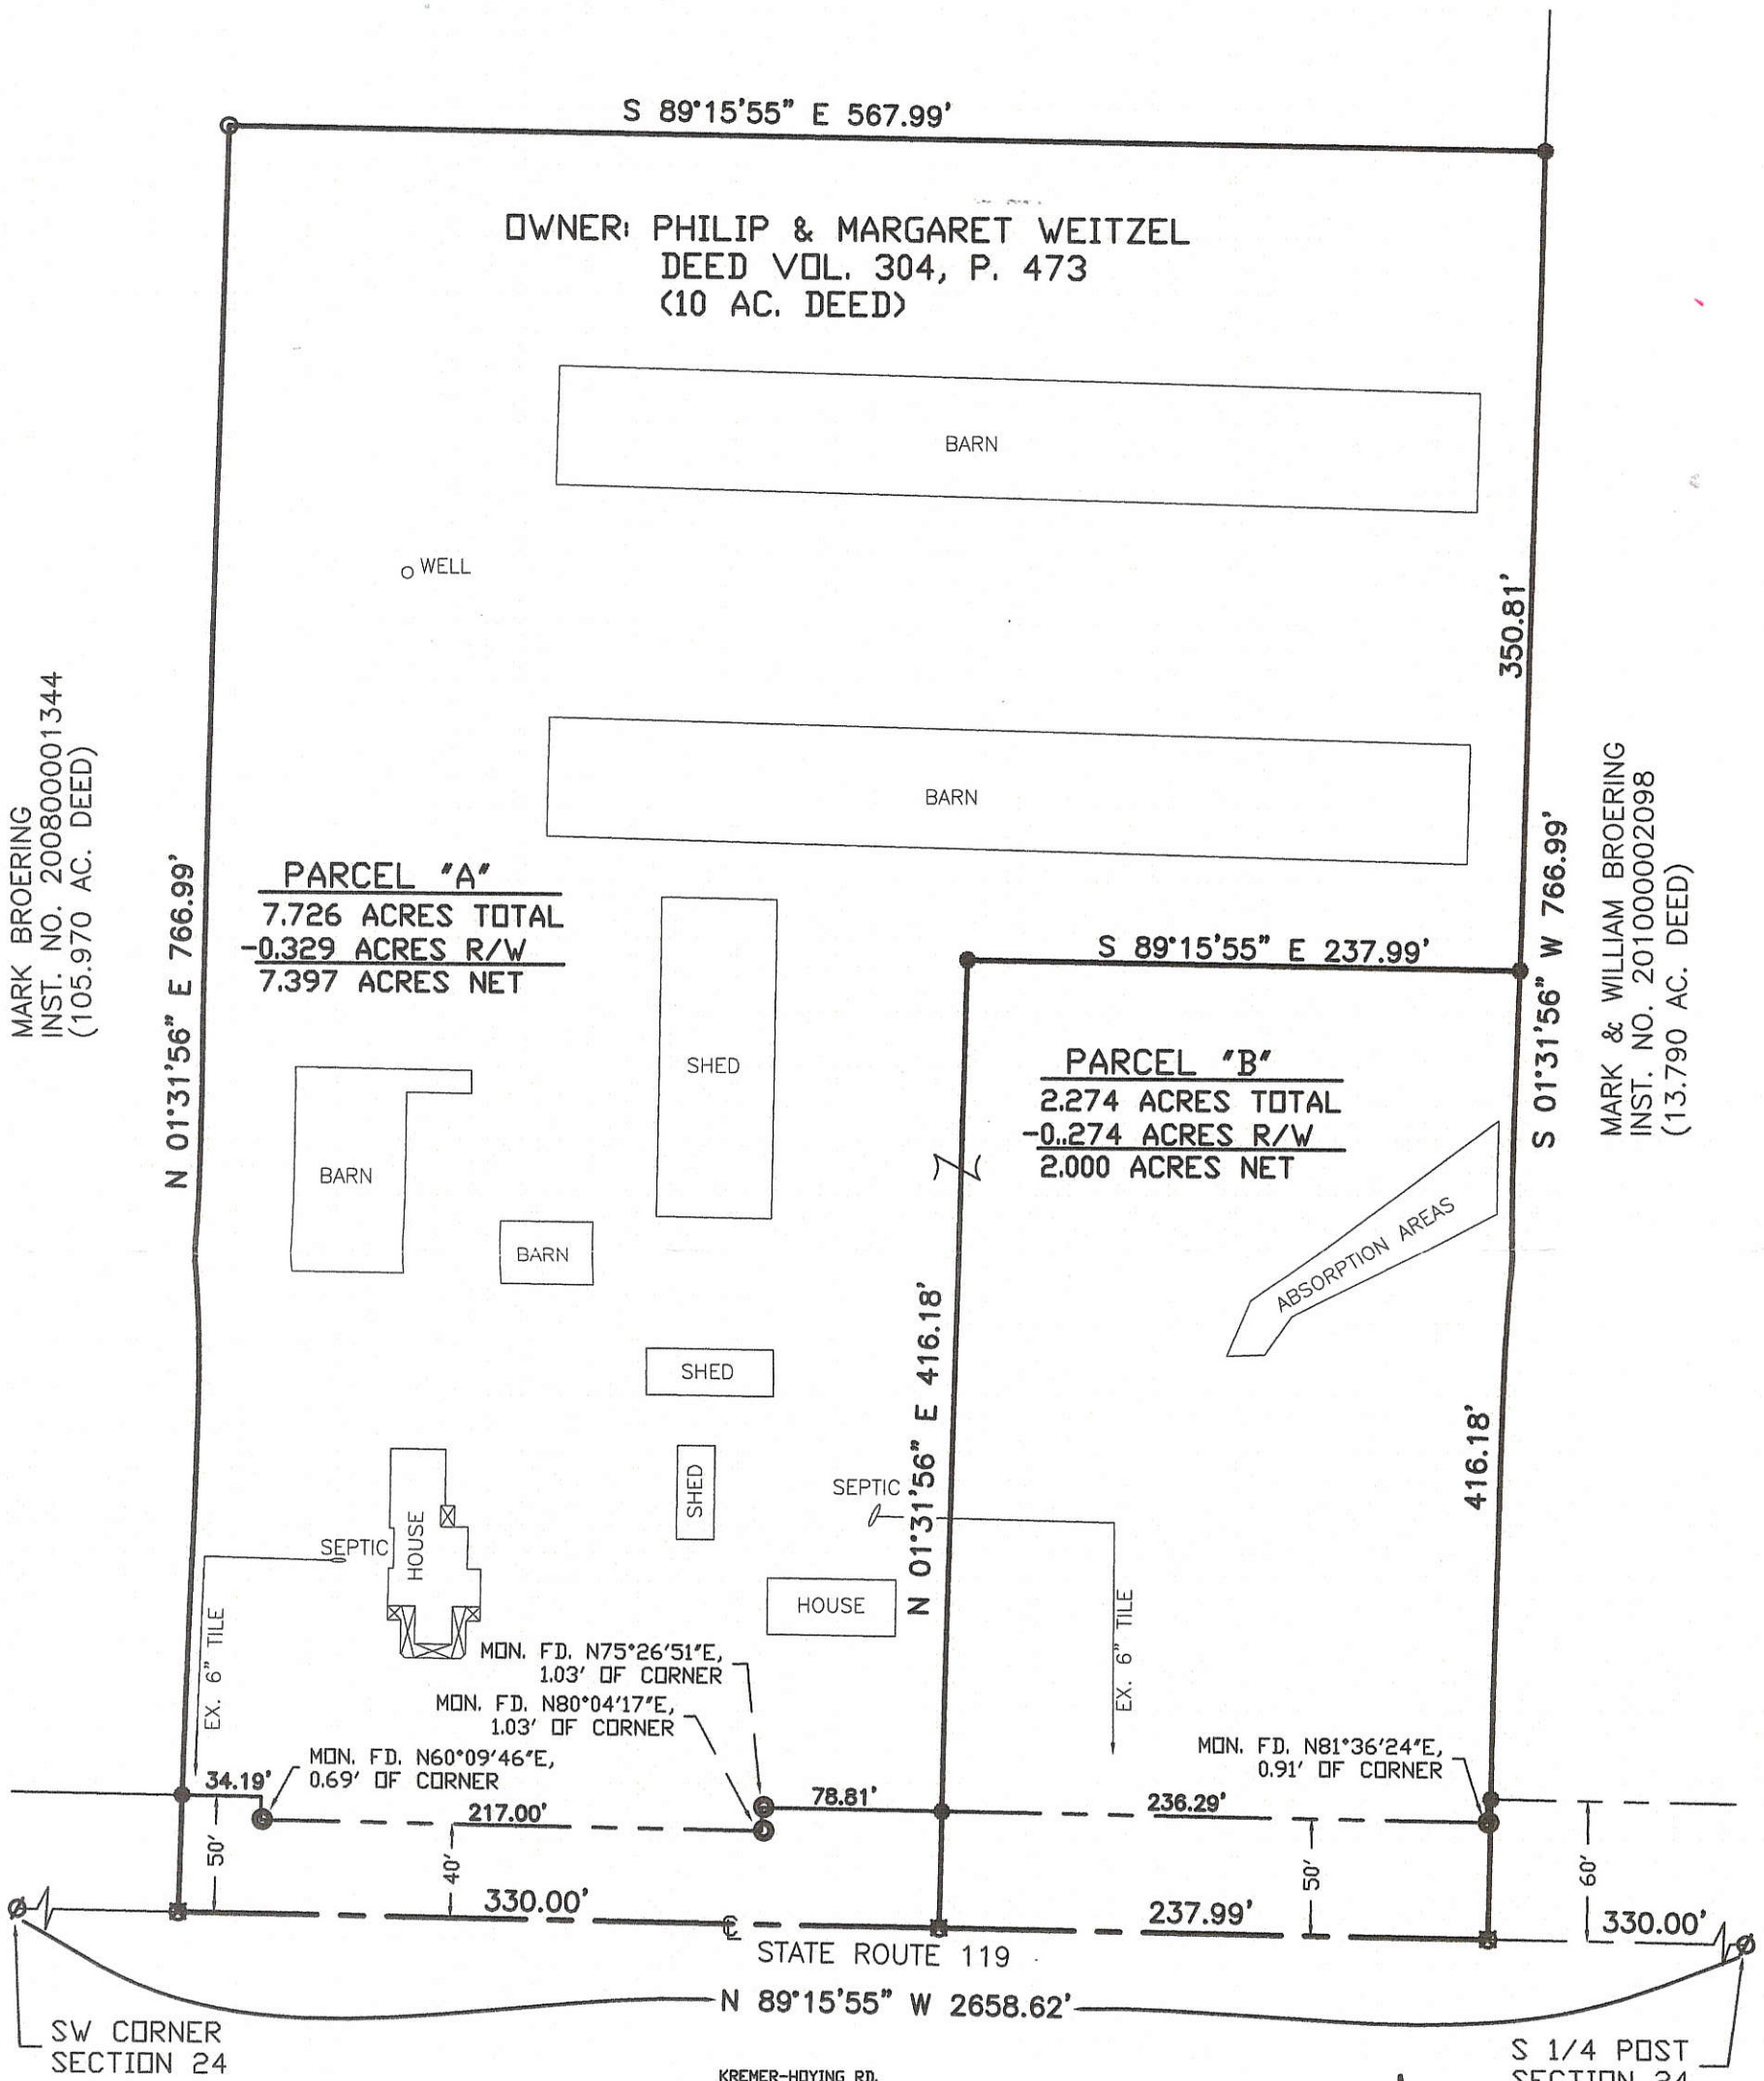 S 89°15'55" E 567.99'
OWNER: PHILIP & MARGARET WEITZEL
DEED VOL. 304, P. 473
(10 AC. DEED)
BARN
WELL
350.81'
MARK BROERING
INST. NO. 200800001344
(105.970 AC. DEED)
BARN
MARK & WILLIAM BROERING
INST. NO. 201000002098
(13.790 AC. DEED)
N 01°31'56" E 766.99'
S 01°31'56" W 766.99'
PARCEL "A"
7.726 ACRES TOTAL
-0.329 ACRES R/W
7.397 ACRES NET
S 89°15'55" E 237.99'
SHED
PARCEL "B"
2.274 ACRES TOTAL
-0..274 ACRES R/W
2.000 ACRES NET
BARN
BARN
ABSORPTION AREAS
N 01°31'56" E 416.18'
SHED
416.18'
SHED
SEPTIC
HOUSE
SEPTIC
HOUSE
EX. 6" TILE
EX. 6" TILE
MON. FD. N75°26'51"E,
1.03' OF CORNER
MON. FD. N80°04'17"E,
1.03' OF CORNER
MON. FD. N60°09'46"E,
0.69' OF CORNER
MON. FD. N81°36'24"E,
0.91' OF CORNER
34.19'
217.00'
78.81'
236.29'
50'
40'
50'
60'
330.00'
237.99'
330.00'
STATE ROUTE 119
N 89°15'55" W 2658.62'
SW CORNER
SECTION 24
S 1/4 POST
SECTION 24
KREMER-HOYING RD.